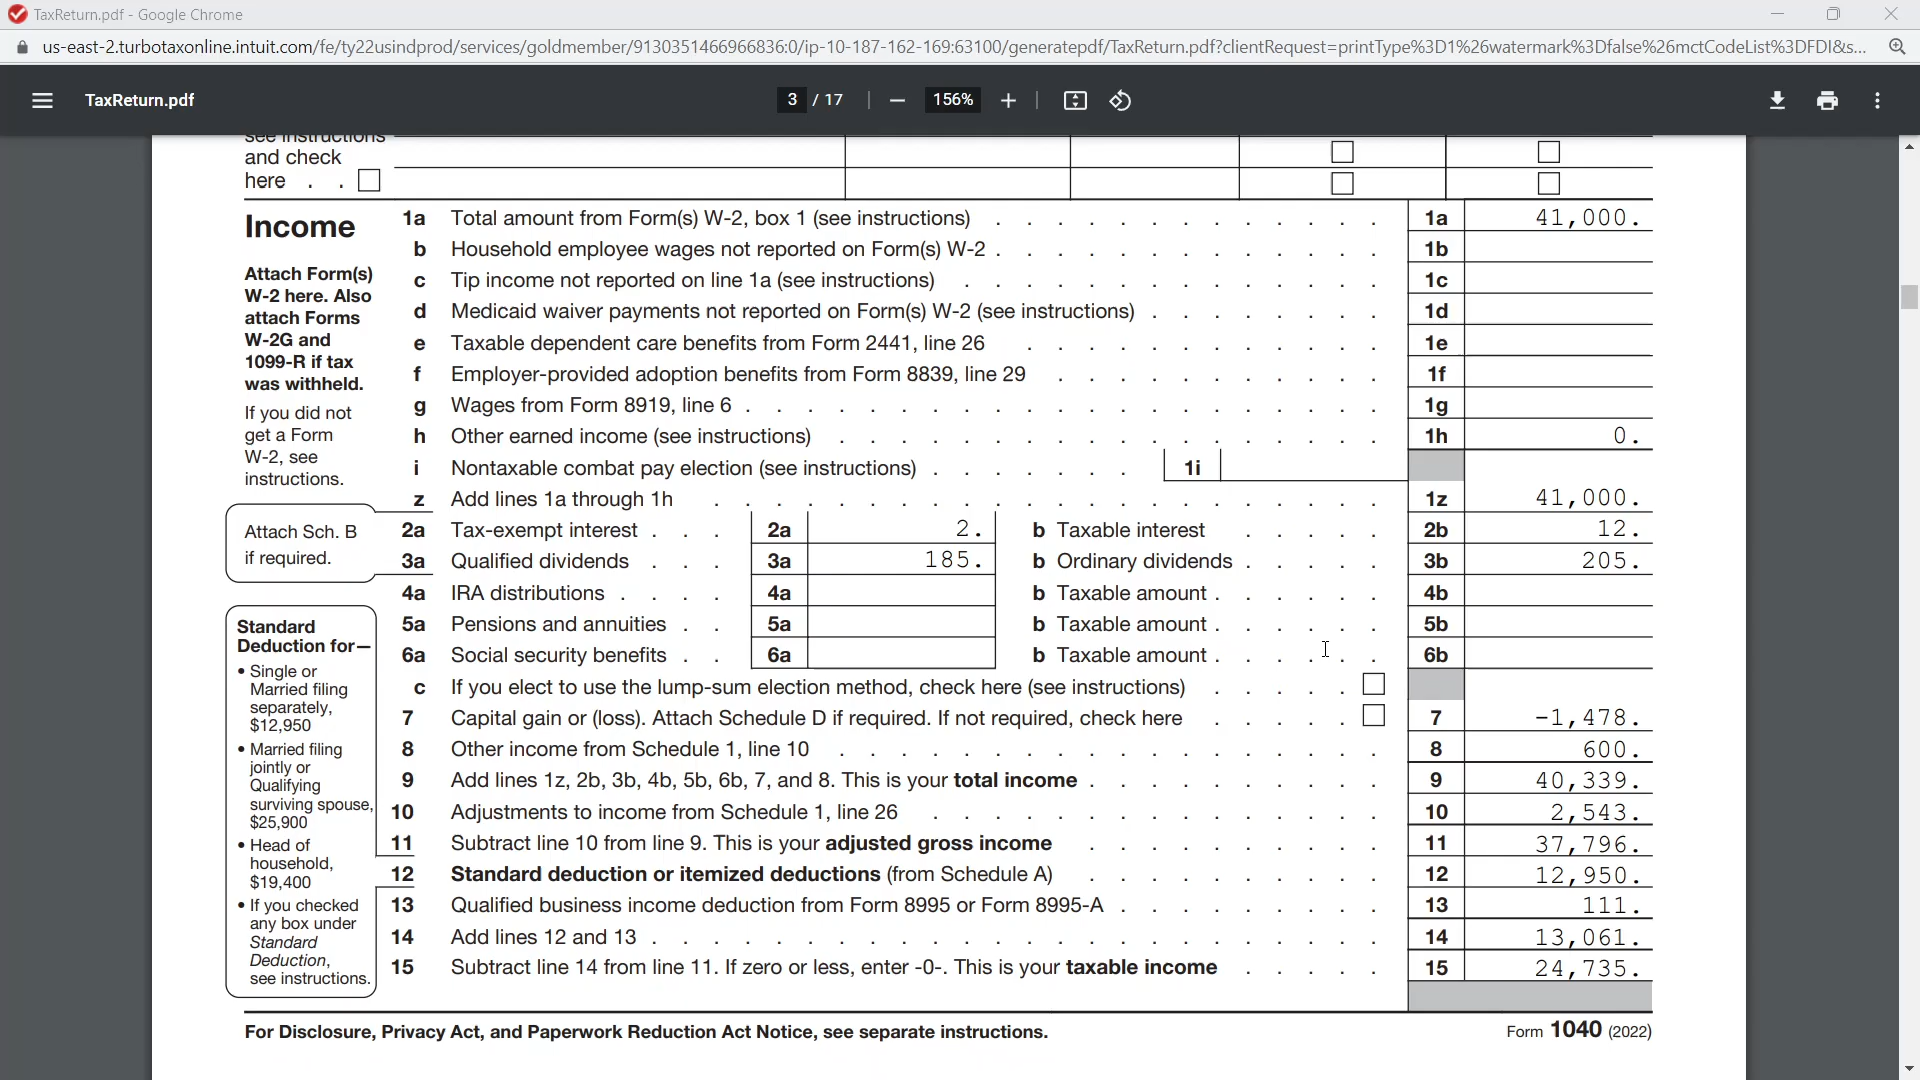 TaxReturn.pdf - Google Chrome
us-east-2.turbotaxonline.intuit.com/fe/ty22usindprod/services/goldmember/9130351466966836:0/ip-10-187-162-169:63100/generatepdf/TaxReturn.pdf?clientRequest=printType%3D1%26watermark%3Dfalse%26mctCodeList%3DFDI&s...
TaxReturn.pdf 3 / 17 156%
see instructions
and check
here . .
Income
Attach Form(s)
W-2 here. Also
attach Forms
W-2G and
1099-R if tax
was withheld.
If you did not
get a Form
W-2, see
instructions.
1a Total amount from Form(s) W-2, box 1 (see instructions) 1a 41,000.
b Household employee wages not reported on Form(s) W-2 1b
c Tip income not reported on line 1a (see instructions) 1c
d Medicaid waiver payments not reported on Form(s) W-2 (see instructions) 1d
e Taxable dependent care benefits from Form 2441, line 26 1e
f Employer-provided adoption benefits from Form 8839, line 29 1f
g Wages from Form 8919, line 6 1g
h Other earned income (see instructions) 1h 0.
i Nontaxable combat pay election (see instructions) 1i
z Add lines 1a through 1h 1z 41,000.
Attach Sch. B
if required.
2a Tax-exempt interest 2a 2. b Taxable interest 2b 12.
3a Qualified dividends 3a 185. b Ordinary dividends 3b 205.
4a IRA distributions 4a b Taxable amount 4b
5a Pensions and annuities 5a b Taxable amount 5b
6a Social security benefits 6a b Taxable amount 6b
Standard
Deduction for—
• Single or
Married filing
separately,
$12,950
• Married filing
jointly or
Qualifying
surviving spouse,
$25,900
• Head of
household,
$19,400
• If you checked
any box under
Standard
Deduction,
see instructions.
c If you elect to use the lump-sum election method, check here (see instructions)
7 Capital gain or (loss). Attach Schedule D if required. If not required, check here 7 -1,478.
8 Other income from Schedule 1, line 10 8 600.
9 Add lines 1z, 2b, 3b, 4b, 5b, 6b, 7, and 8. This is your total income 9 40,339.
10 Adjustments to income from Schedule 1, line 26 10 2,543.
11 Subtract line 10 from line 9. This is your adjusted gross income 11 37,796.
12 Standard deduction or itemized deductions (from Schedule A) 12 12,950.
13 Qualified business income deduction from Form 8995 or Form 8995-A 13 111.
14 Add lines 12 and 13 14 13,061.
15 Subtract line 14 from line 11. If zero or less, enter -0-. This is your taxable income 15 24,735.
For Disclosure, Privacy Act, and Paperwork Reduction Act Notice, see separate instructions. Form 1040 (2022)